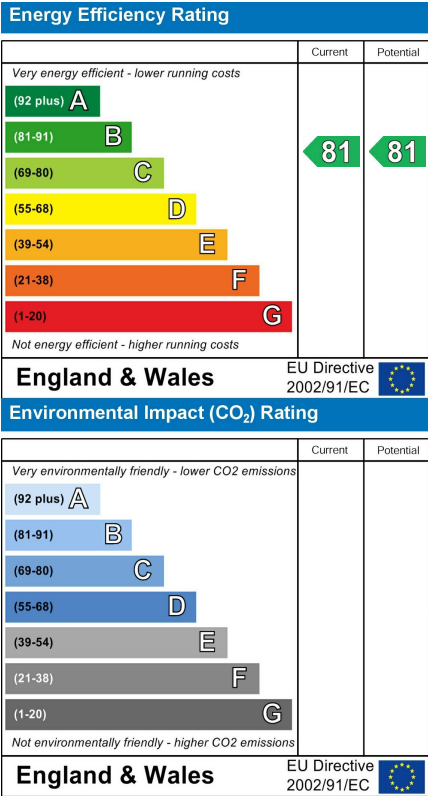 Energy Efficiency Rating
Current Potential
Very energy efficient - lower running costs
(92 plus) A
(81-91) B
81 81
(69-80) C
(55-68) D
(39-54) E
(21-38) F
(1-20) G
Not energy efficient - higher running costs
England & Wales
EU Directive
2002/91/EC
Environmental Impact (CO₂) Rating
Current Potential
Very environmentally friendly - lower CO2 emissions
(92 plus) A
(81-91) B
(69-80) C
(55-68) D
(39-54) E
(21-38) F
(1-20) G
Not environmentally friendly - higher CO2 emissions
England & Wales
EU Directive
2002/91/EC